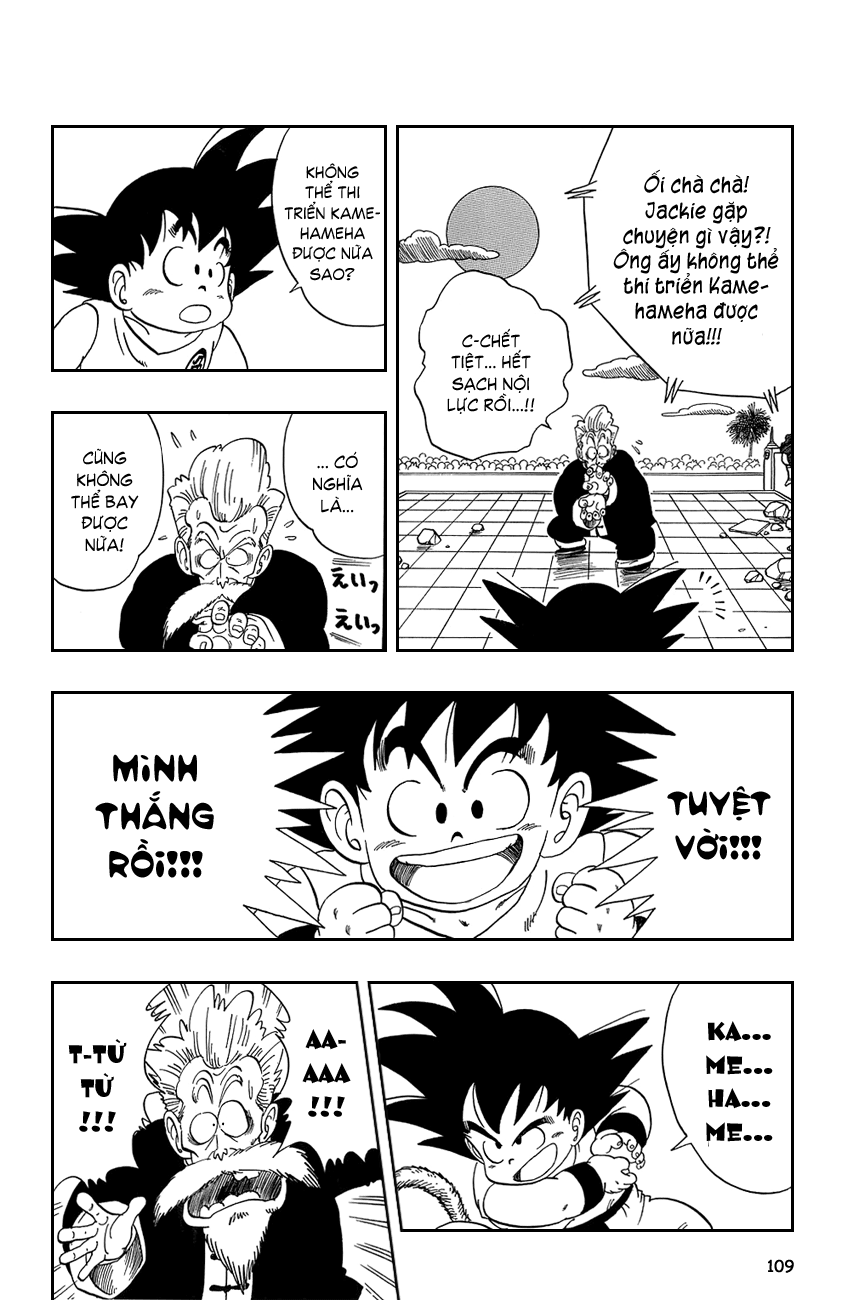 Ối chà chà!
Jackie gặp
chuyện gì vậy?!
Ông ấy không thể
thi triển Kame-
hameha được
nữa!!!
C-CHẾT
TIỆT... HẾT
SẠCH NỘI
LỰC RỒI...!!
KHÔNG
THỂ THI
TRIỂN KAME-
HAMEHA
ĐƯỢC NỮA
SAO?
... CÓ
NGHĨA
LÀ...
CŨNG
KHÔNG
THỂ BAY
ĐƯỢC
NỮA!
えいっ
えいっ
TUYỆT
VỜI!!!
MÌNH
THẮNG
RỒI!!!
KA...
ME...
HA...
ME...
AA-
AAA
!!!
T-TỪ
TỪ
!!!
109